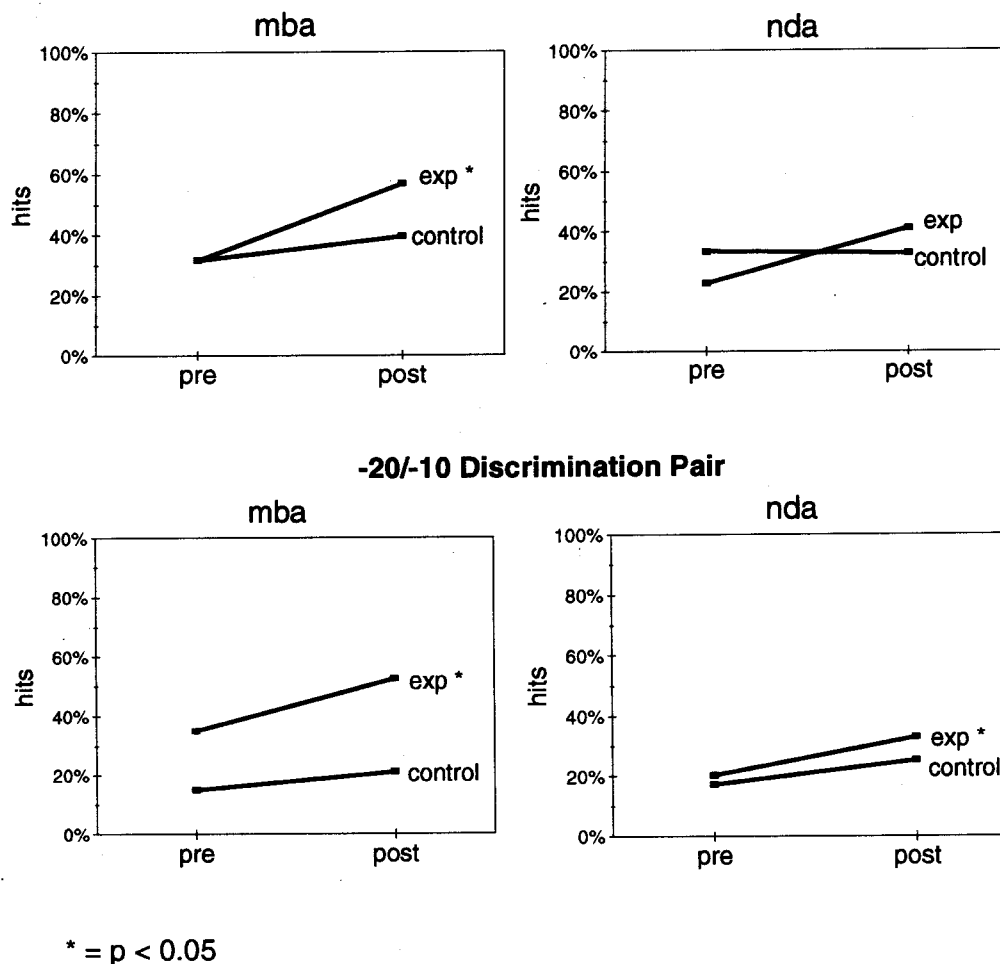 mba
nda
100%
80%
60%
40%
20%
0%
hits
exp *
control
pre
post
100%
80%
60%
40%
20%
0%
hits
exp
control
pre
post
-20/-10 Discrimination Pair
mba
nda
100%
80%
60%
40%
20%
0%
hits
exp *
control
pre
post
100%
80%
60%
40%
20%
0%
hits
exp *
control
pre
post
* = p < 0.05